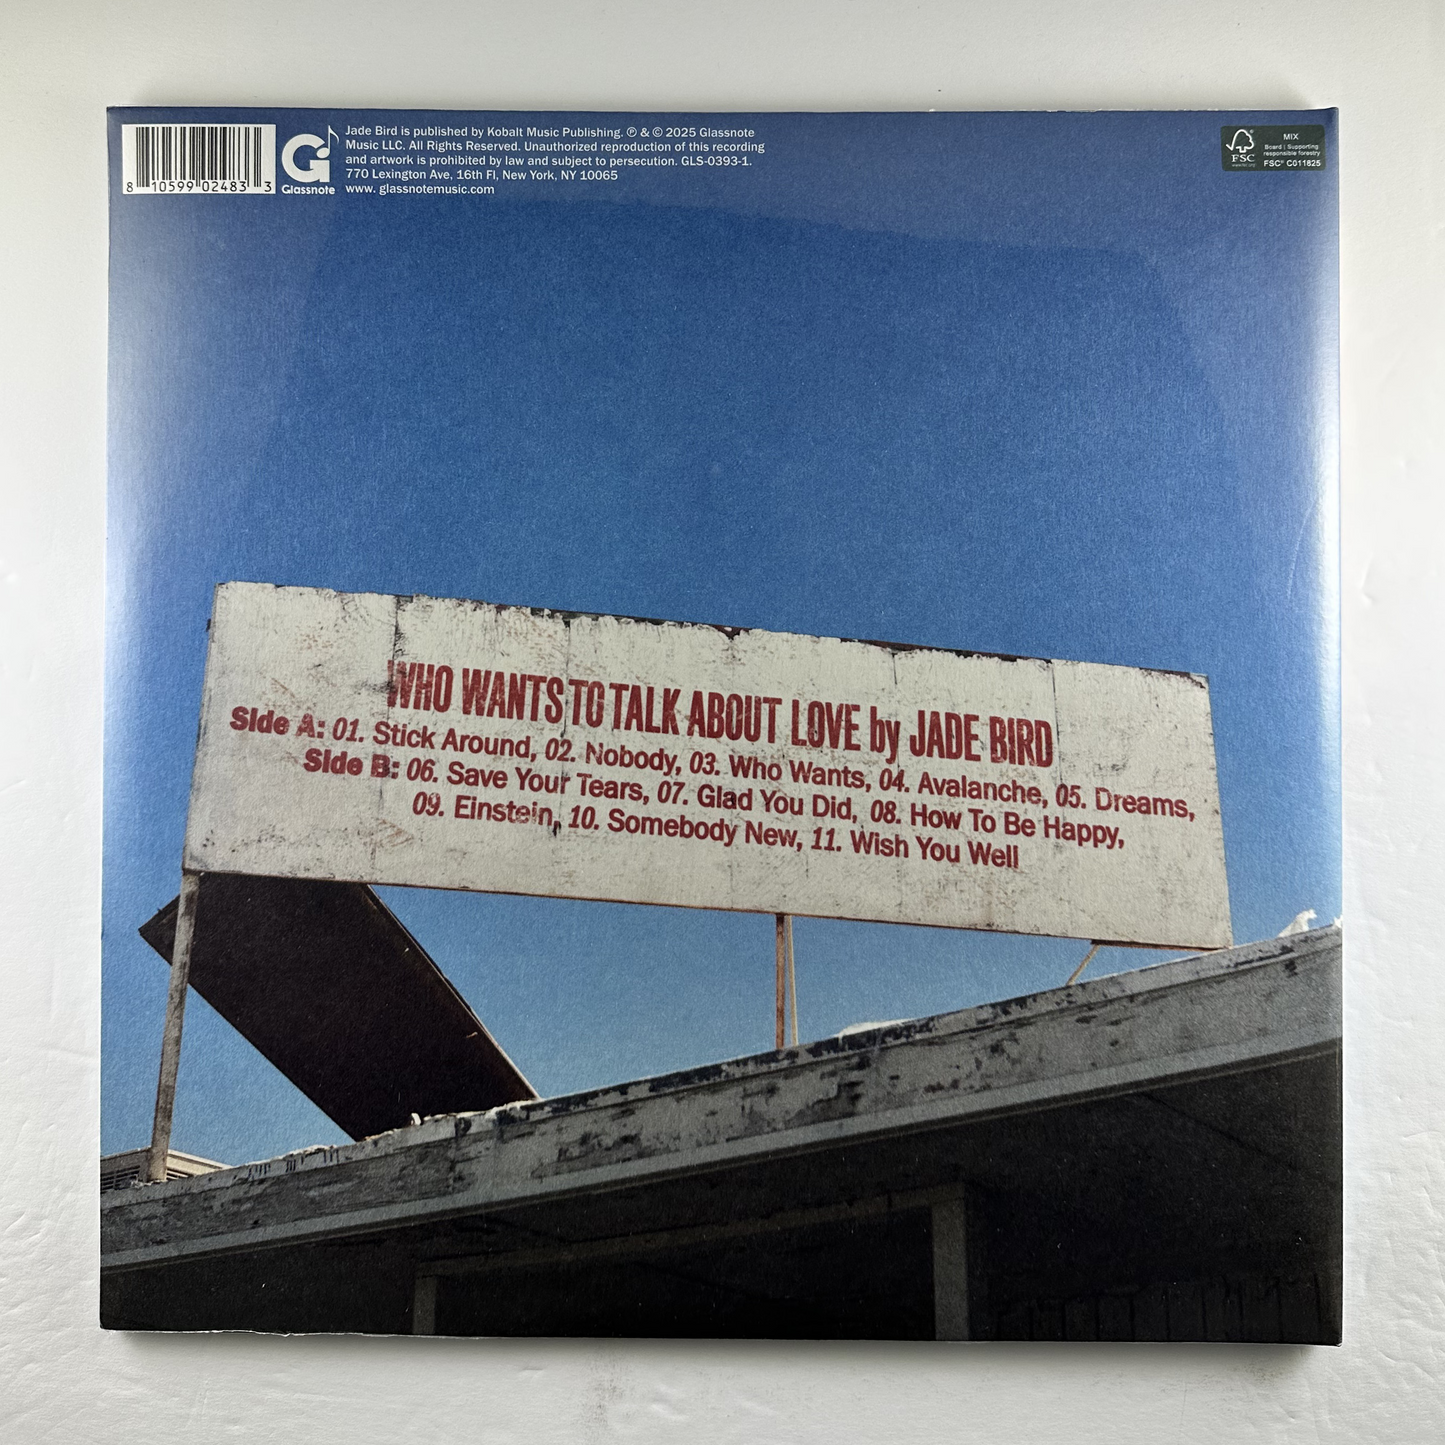 8 10599 02483 3
Glassnote
Jade Bird is published by Kobalt Music Publishing. ℗ & © 2025 Glassnote
Music LLC. All Rights Reserved. Unauthorized reproduction of this recording
and artwork is prohibited by law and subject to persecution. GLS-0393-1.
770 Lexington Ave, 16th Fl, New York, NY 10065
www. glassnotemusic.com
FSC
MIX
Board | Supporting
responsible forestry
FSC® C011825
WHO WANTS TO TALK ABOUT LOVE by JADE BIRD
Side A: 01. Stick Around, 02. Nobody, 03. Who Wants, 04. Avalanche, 05. Dreams,
Side B: 06. Save Your Tears, 07. Glad You Did, 08. How To Be Happy,
09. Einstein, 10. Somebody New, 11. Wish You Well